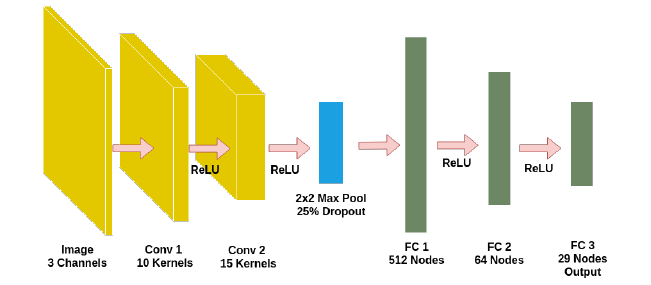 ReLU
ReLU
ReLU
ReLU
Image
3 Channels
Conv 1
10 Kernels
Conv 2
15 Kernels
2x2 Max Pool
25% Dropout
FC 1
512 Nodes
FC 2
64 Nodes
FC 3
29 Nodes
Output